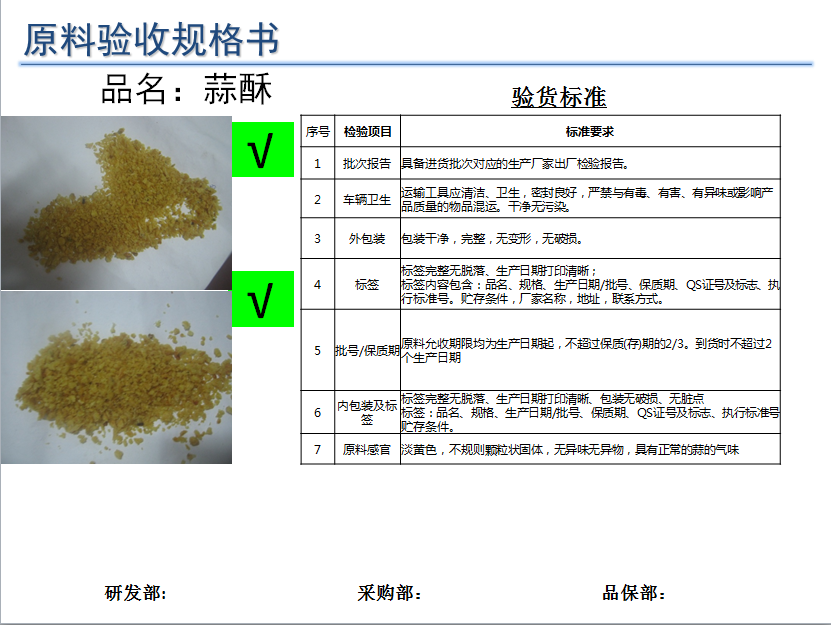 原料验收规格书
品名：蒜酥
验货标准
√
√
序号 检验项目 标准要求
1 批次报告 具备进货批次对应的生产厂家出厂检验报告。
2 车辆卫生 运输工具应清洁、卫生，密封良好，严禁与有毒、有害、有异味或影响产
品质量的物品混运。干净无污染。
3 外包装 包装干净，完整，无变形，无破损。
4 标签 标签完整无脱落、生产日期打印清晰；
标签内容包含：品名、规格、生产日期/批号、保质期、QS证号及标志、执
行标准号。贮存条件，厂家名称，地址，联系方式。
5 批号/保质期 原料允收期限均为生产日期起，不超过保质(存)期的2/3。到货时不超过2
个生产日期
6 内包装及标
签
标签完整无脱落、生产日期打印清晰、包装无破损、无脏点
标签：品名、规格、生产日期/批号、保质期、QS证号及标志、执行标准号
贮存条件。
7 原料感官 淡黄色，不规则颗粒状固体，无异味无异物，具有正常的蒜的气味
研发部: 采购部： 品保部：